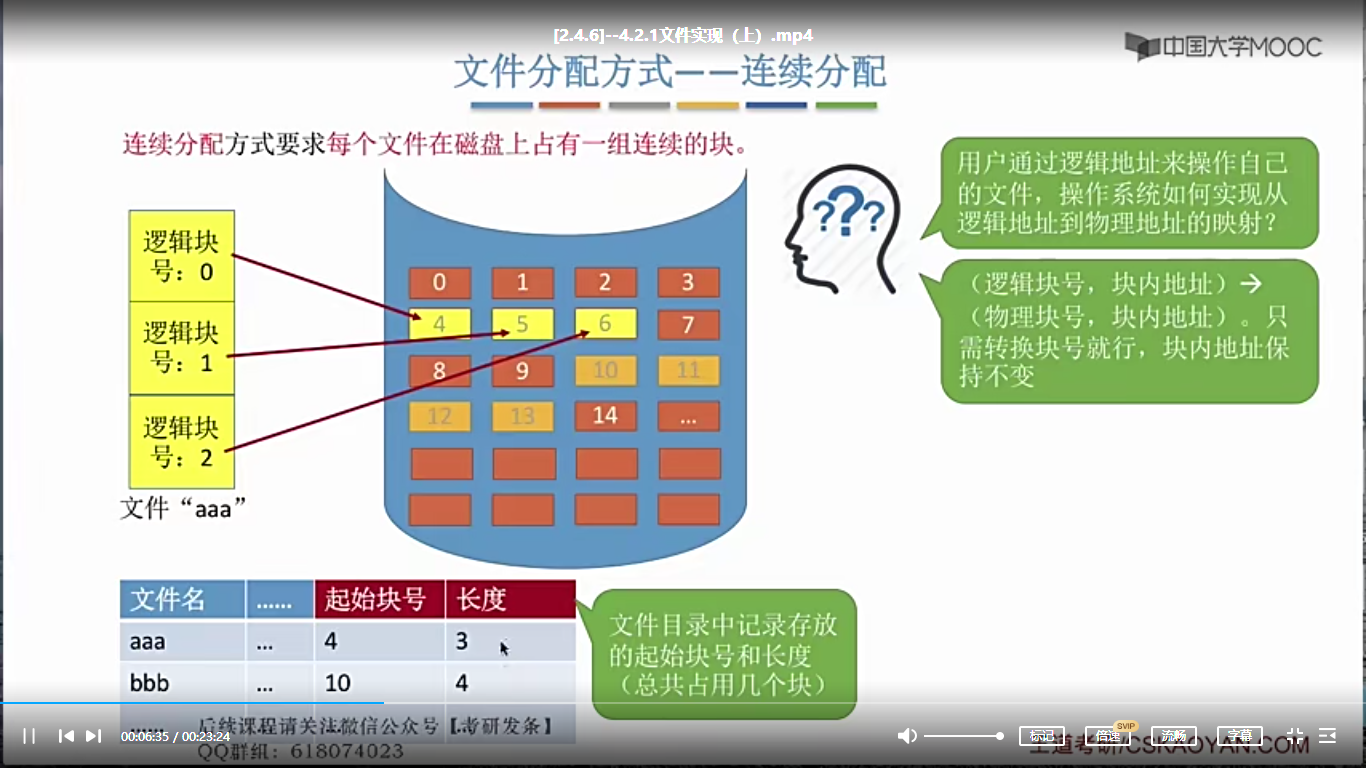 [2.4.6]--4.2.1文件实现（上）.mp4
中国大学MOOC
文件分配方式——连续分配
连续分配方式要求每个文件在磁盘上占有一组连续的块。
逻辑块
号：0
逻辑块
号：1
逻辑块
号：2
文件“aaa”
0 1 2 3
4 5 6 7
8 9 10 11
12 13 14 ...
???
用户通过逻辑地址来操作自己
的文件，操作系统如何实现从
逻辑地址到物理地址的映射？
（逻辑块号，块内地址）→
（物理块号，块内地址）。只
需转换块号就行，块内地址保
持不变
文件名 …… 起始块号 长度
aaa ... 4 3
bbb ... 10 4
文件目录中记录存放
的起始块号和长度
（总共占用几个块）
后续课程请关注微信公众号【考研发条】
QQ群组：618074023
00:06:35 / 00:23:24
标记
倍速
SVIP
流畅
字幕
王道考研/CSKAOYAN.COM